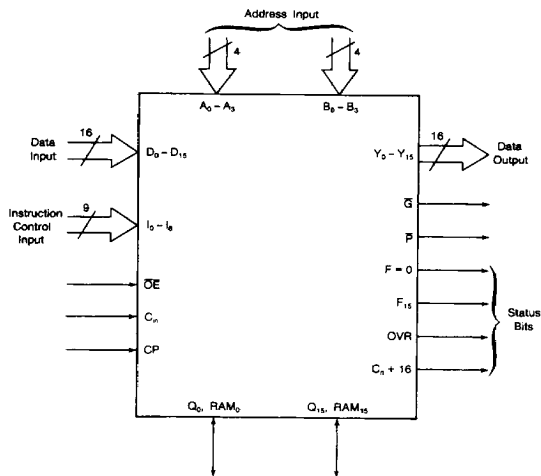 Address Input
4
4
A₀ – A₃
B₀ – B₃
Data
Input
16
D₀ – D₁₅
Y₀ – Y₁₅
16
Data
Output
Instruction
Control
Input
9
I₀ – I₈
G̅
P̅
O̅E̅
F = 0
Cᵢₙ
F₁₅
Status
Bits
CP
OVR
Cₙ + 16
Q₀, RAM₀
Q₁₅, RAM₁₅